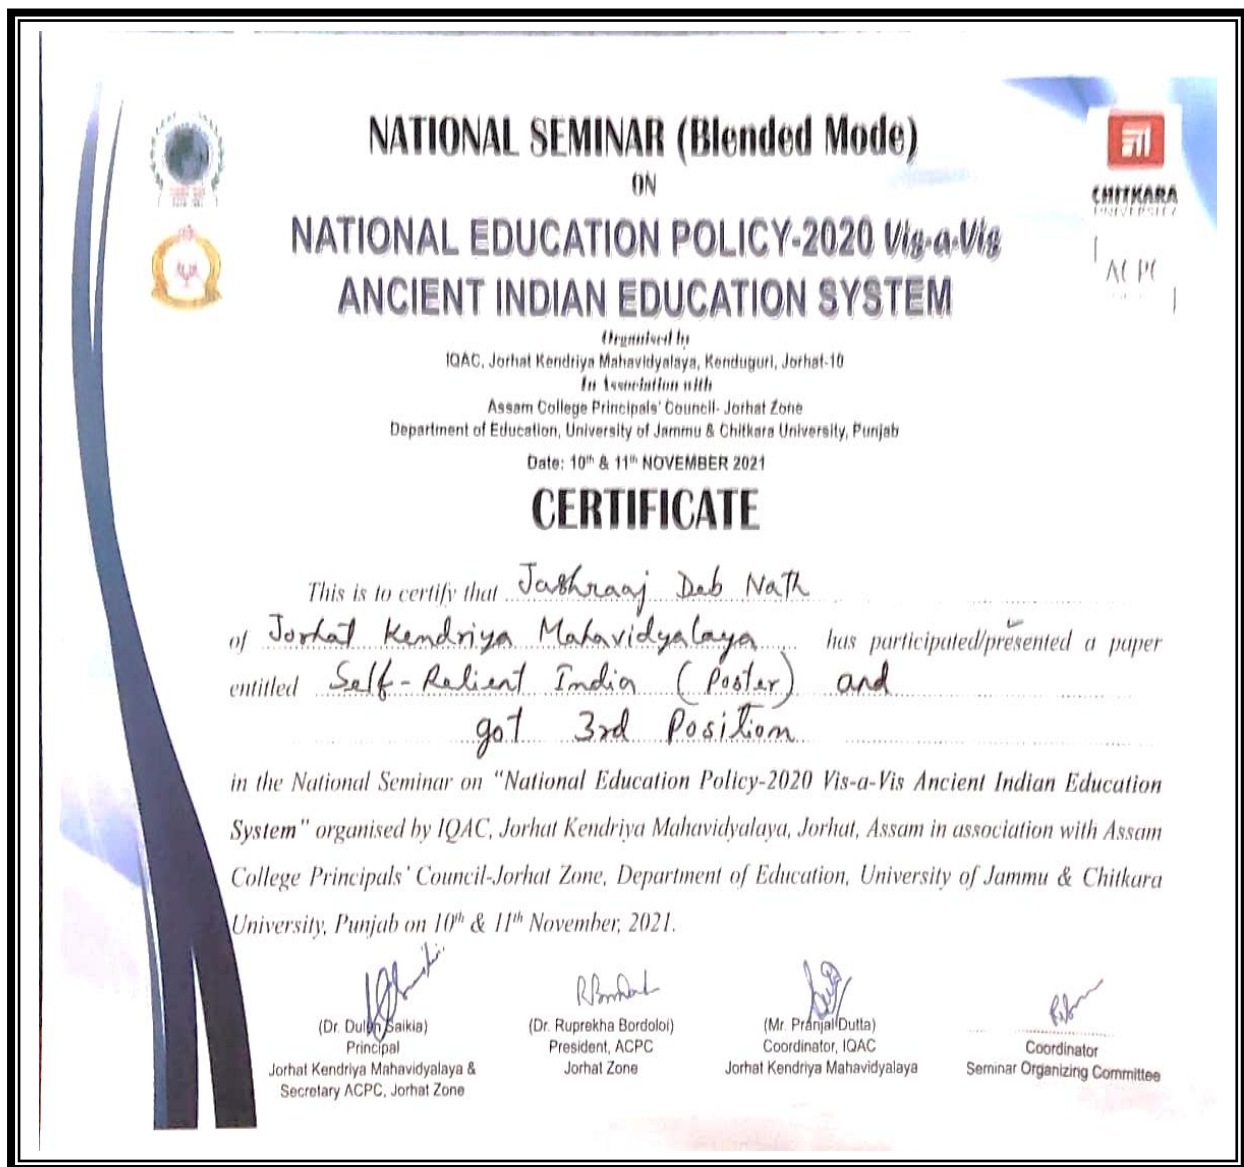 NATIONAL SEMINAR (Blended Mode)
ON
NATIONAL EDUCATION POLICY-2020 Vis-a-Vis
ANCIENT INDIAN EDUCATION SYSTEM
CHITKARA
UNIVERSITY
ACPC
Organised by
IQAC, Jorhat Kendriya Mahavidyalaya, Kenduguri, Jorhat-10
In Association with
Assam College Principals' Council- Jorhat Zone
Department of Education, University of Jammu & Chitkara University, Punjab
Date: 10th & 11th NOVEMBER 2021
CERTIFICATE
This is to certify that Jashraaj Deb Nath
of Jorhat Kendriya Mahavidyalaya has participated/presented a paper
entitled Self-Relient India (Poster) and
got 3rd Position
in the National Seminar on "National Education Policy-2020 Vis-a-Vis Ancient Indian Education
System" organised by IQAC, Jorhat Kendriya Mahavidyalaya, Jorhat, Assam in association with Assam
College Principals' Council-Jorhat Zone, Department of Education, University of Jammu & Chitkara
University, Punjab on 10th & 11th November, 2021.
(Dr. Dulen Saikia)
Principal
Jorhat Kendriya Mahavidyalaya &
Secretary ACPC, Jorhat Zone
(Dr. Ruprekha Bordoloi)
President, ACPC
Jorhat Zone
(Mr. Pranjal Dutta)
Coordinator, IQAC
Jorhat Kendriya Mahavidyalaya
Coordinator
Seminar Organizing Committee